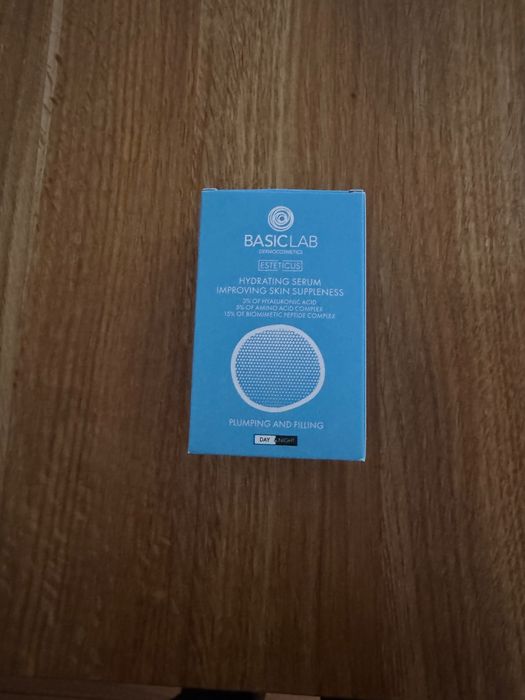 BASICLAB
DERMOCOSMETICS
ESTETICUS
HYDRATING SERUM
IMPROVING SKIN SUPPLENESS
3% OF HYALURONIC ACID
5% OF AMINO ACID COMPLEX
15% OF BIOMIMETIC PEPTIDE COMPLEX
PLUMPING AND FILLING
DAY &NIGHT